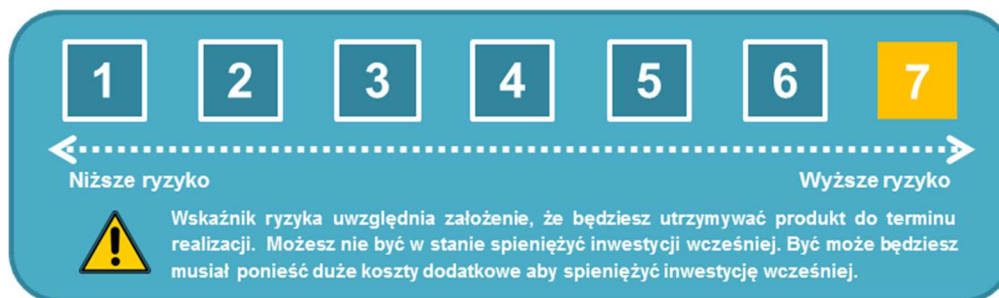 1 2 3 4 5 6 7
Niższe ryzyko Wyższe ryzyko
Wskaźnik ryzyka uwzględnia założenie, że będziesz utrzymywać produkt do terminu
realizacji. Możesz nie być w stanie spieniężyć inwestycji wcześniej. Być może będziesz
musiał ponieść duże koszty dodatkowe aby spieniężyć inwestycję wcześniej.